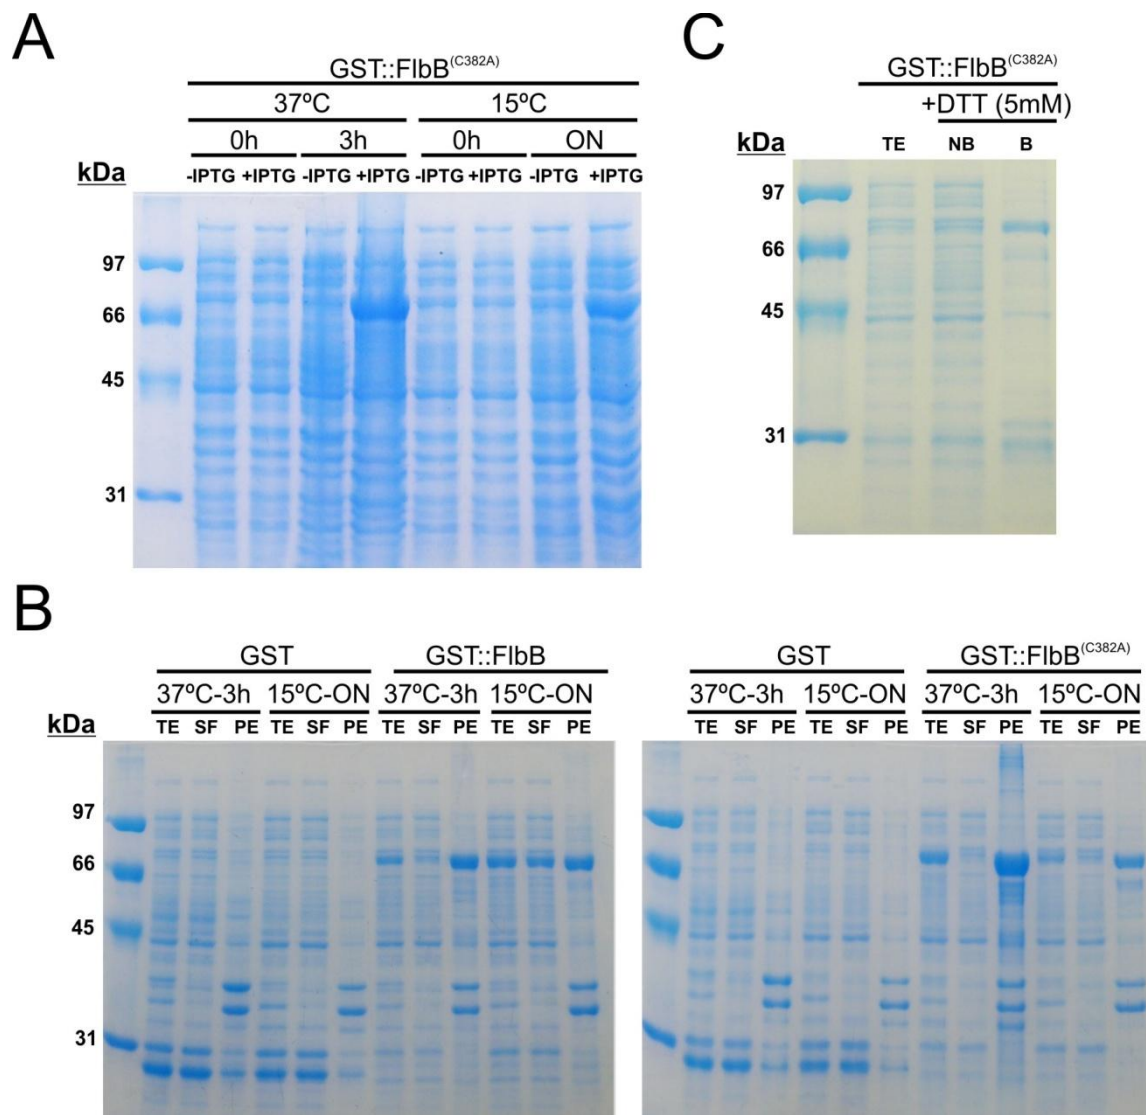 A
GST::FlbB(C382A)
37ºC 15ºC
0h 3h 0h ON
kDa -IPTG +IPTG -IPTG +IPTG -IPTG +IPTG -IPTG +IPTG
97
66
45
31
C
GST::FlbB(C382A)
+DTT (5mM)
kDa TE NB B
97
66
45
31
B
GST GST::FlbB
37ºC-3h 15ºC-ON 37ºC-3h 15ºC-ON
kDa TE SF PE TE SF PE TE SF PE TE SF PE
97
66
45
31
GST GST::FlbB(C382A)
37ºC-3h 15ºC-ON 37ºC-3h 15ºC-ON
TE SF PE TE SF PE TE SF PE TE SF PE